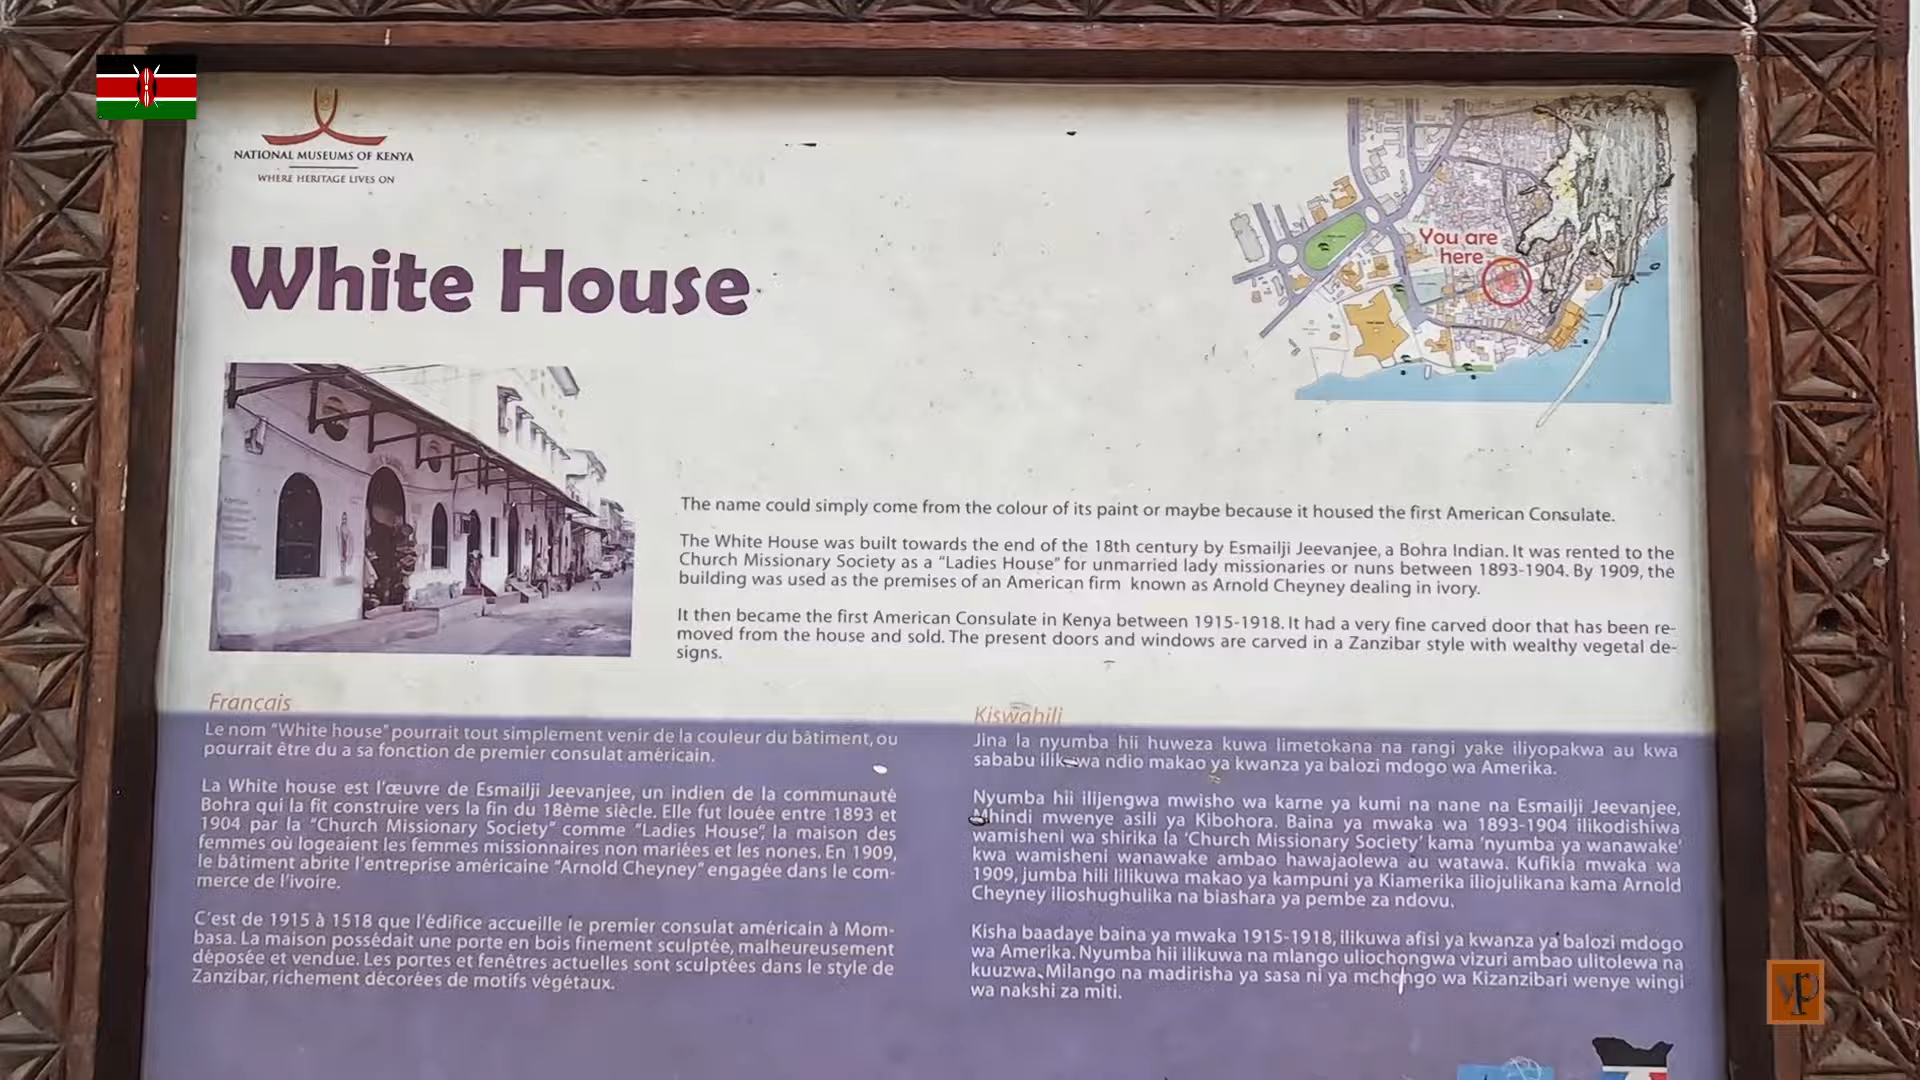 NATIONAL MUSEUMS OF KENYA
WHERE HERITAGE LIVES ON
You are
here
White House
The name could simply come from the colour of its paint or maybe because it housed the first American Consulate.
The White House was built towards the end of the 18th century by Esmailji Jeevanjee, a Bohra Indian. It was rented to the
Church Missionary Society as a “Ladies House” for unmarried lady missionaries or nuns between 1893-1904. By 1909, the
building was used as the premises of an American firm known as Arnold Cheyney dealing in ivory.
It then became the first American Consulate in Kenya between 1915-1918. It had a very fine carved door that has been re-
moved from the house and sold. The present doors and windows are carved in a Zanzibar style with wealthy vegetal de-
signs.
Français
Le nom “White house” pourrait tout simplement venir de la couleur du bâtiment, ou
pourrait être du a sa fonction de premier consulat américain.
La White house est l’œuvre de Esmailji Jeevanjee, un indien de la communauté
Bohra qui la fit construire vers la fin du 18ème siècle. Elle fut louée entre 1893 et
1904 par la “Church Missionary Society” comme “Ladies House”, la maison des
femmes où logeaient les femmes missionnaires non mariées et les nones. En 1909,
le bâtiment abrite l’entreprise américaine “Arnold Cheyney” engagée dans le com-
merce de l’ivoire.
C’est de 1915 à 1518 que l’édifice accueille le premier consulat américain à Mom-
basa. La maison possédait une porte en bois finement sculptée, malheureusement
déposée et vendue. Les portes et fenêtres actuelles sont sculptées dans le style de
Zanzibar, richement décorées de motifs végétaux.
Kiswahili
Jina la nyumba hii huweza kuwa limetokana na rangi yake iliyopakwa au kwa
sababu ilikuwa ndio makao ya kwanza ya balozi mdogo wa Amerika.
Nyumba hii ilijengwa mwisho wa karne ya kumi na nane na Esmailji Jeevanjee,
Mhindi mwenye asili ya Kibohora. Baina ya mwaka wa 1893-1904 ilikodishiwa
wamisheni wa shirika la ‘Church Missionary Society’ kama ‘nyumba ya wanawake’
kwa wamisheni wanawake ambao hawajaolewa au watawa. Kufikia mwaka wa
1909, jumba hili lilikuwa makao ya kampuni ya Kiamerika iliojulikana kama Arnold
Cheyney ilioshughulika na biashara ya pembe za ndovu.
Kisha baadaye baina ya mwaka 1915-1918, ilikuwa afisi ya kwanza ya balozi mdogo
wa Amerika. Nyumba hii ilikuwa na mlango uliochongwa vizuri ambao ulitolewa na
kuuzwa. Milango na madirisha ya sasa ni ya mchongo wa Kizanzibari wenye wingi
wa nakshi za miti.
yp